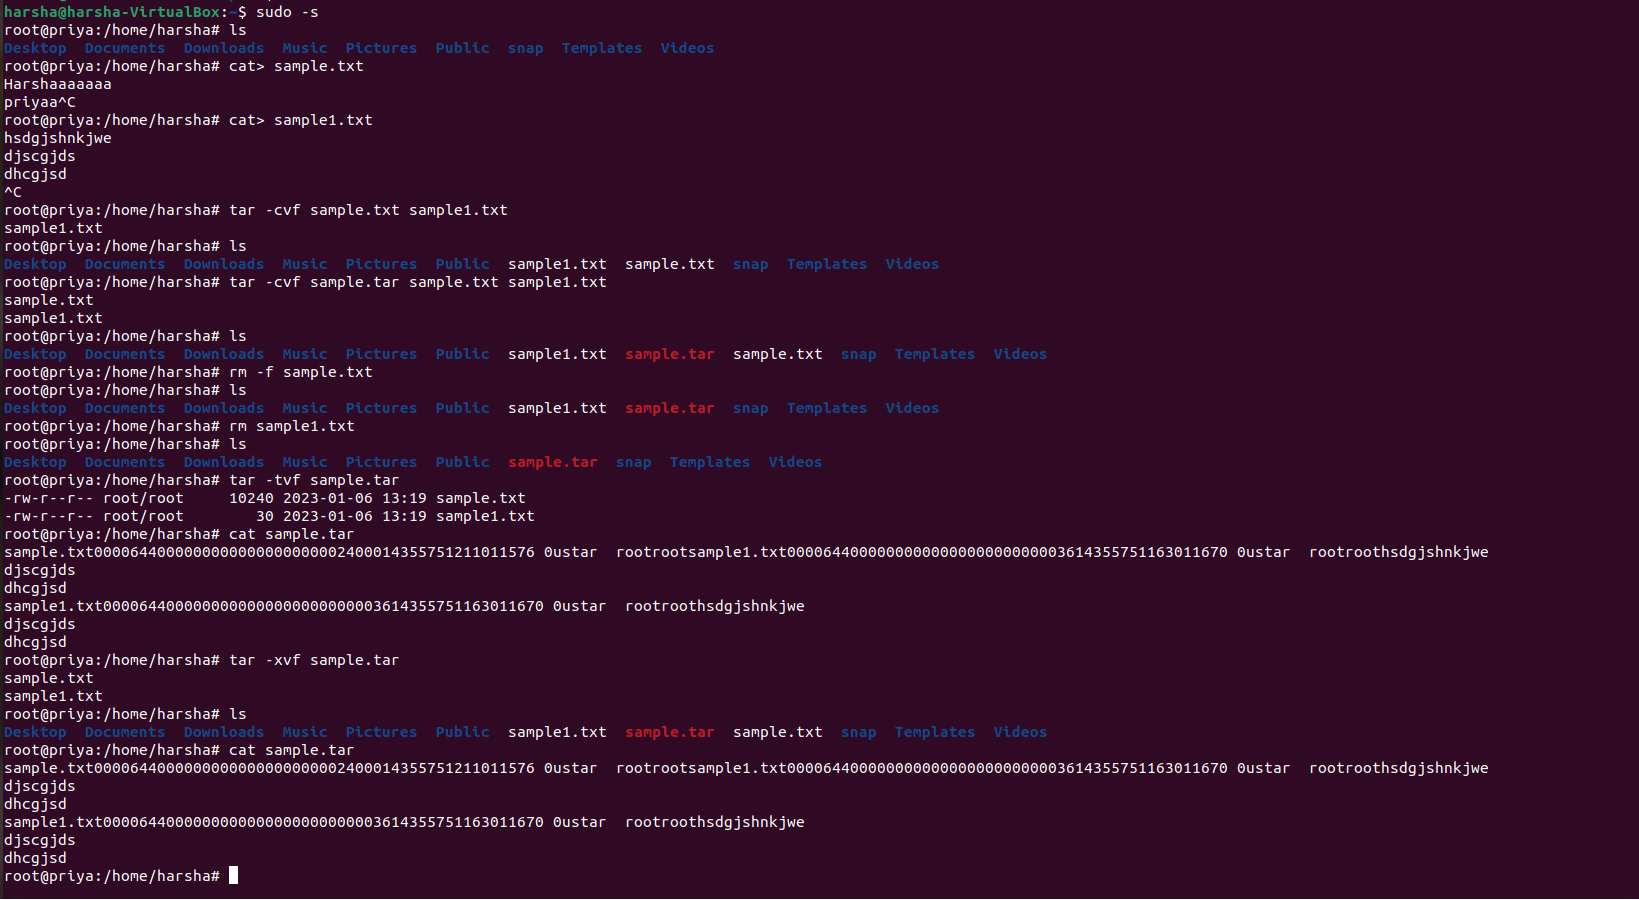 harsha@harsha-VirtualBox:~$ sudo -s
root@priya:/home/harsha# ls
Desktop  Documents  Downloads  Music  Pictures  Public  snap  Templates  Videos
root@priya:/home/harsha# cat> sample.txt
Harshaaaaaaa
priyaa^C
root@priya:/home/harsha# cat> sample1.txt
hsdgjshnkjwe
djscgjds
dhcgjsd
^C
root@priya:/home/harsha# tar -cvf sample.txt sample1.txt
sample1.txt
root@priya:/home/harsha# ls
Desktop  Documents  Downloads  Music  Pictures  Public  sample1.txt  sample.txt  snap  Templates  Videos
root@priya:/home/harsha# tar -cvf sample.tar sample.txt sample1.txt
sample.txt
sample1.txt
root@priya:/home/harsha# ls
Desktop  Documents  Downloads  Music  Pictures  Public  sample1.txt  sample.tar  sample.txt  snap  Templates  Videos
root@priya:/home/harsha# rm -f sample.txt
root@priya:/home/harsha# ls
Desktop  Documents  Downloads  Music  Pictures  Public  sample1.txt  sample.tar  snap  Templates  Videos
root@priya:/home/harsha# rm sample1.txt
root@priya:/home/harsha# ls
Desktop  Documents  Downloads  Music  Pictures  Public  sample.tar  snap  Templates  Videos
root@priya:/home/harsha# tar -tvf sample.tar
-rw-r--r-- root/root     10240 2023-01-06 13:19 sample.txt
-rw-r--r-- root/root        30 2023-01-06 13:19 sample1.txt
root@priya:/home/harsha# cat sample.tar
sample.txt0000644000000000000000000002400014355751211011576 0ustar  rootrootsample1.txt0000644000000000000000000000003614355751163011670 0ustar  rootroothsdgjshnkjwe
djscgjds
dhcgjsd
sample1.txt0000644000000000000000000000003614355751163011670 0ustar  rootroothsdgjshnkjwe
djscgjds
dhcgjsd
root@priya:/home/harsha# tar -xvf sample.tar
sample.txt
sample1.txt
root@priya:/home/harsha# ls
Desktop  Documents  Downloads  Music  Pictures  Public  sample1.txt  sample.tar  sample.txt  snap  Templates  Videos
root@priya:/home/harsha# cat sample.tar
sample.txt0000644000000000000000000002400014355751211011576 0ustar  rootrootsample1.txt0000644000000000000000000000003614355751163011670 0ustar  rootroothsdgjshnkjwe
djscgjds
dhcgjsd
sample1.txt0000644000000000000000000000003614355751163011670 0ustar  rootroothsdgjshnkjwe
djscgjds
dhcgjsd
root@priya:/home/harsha#